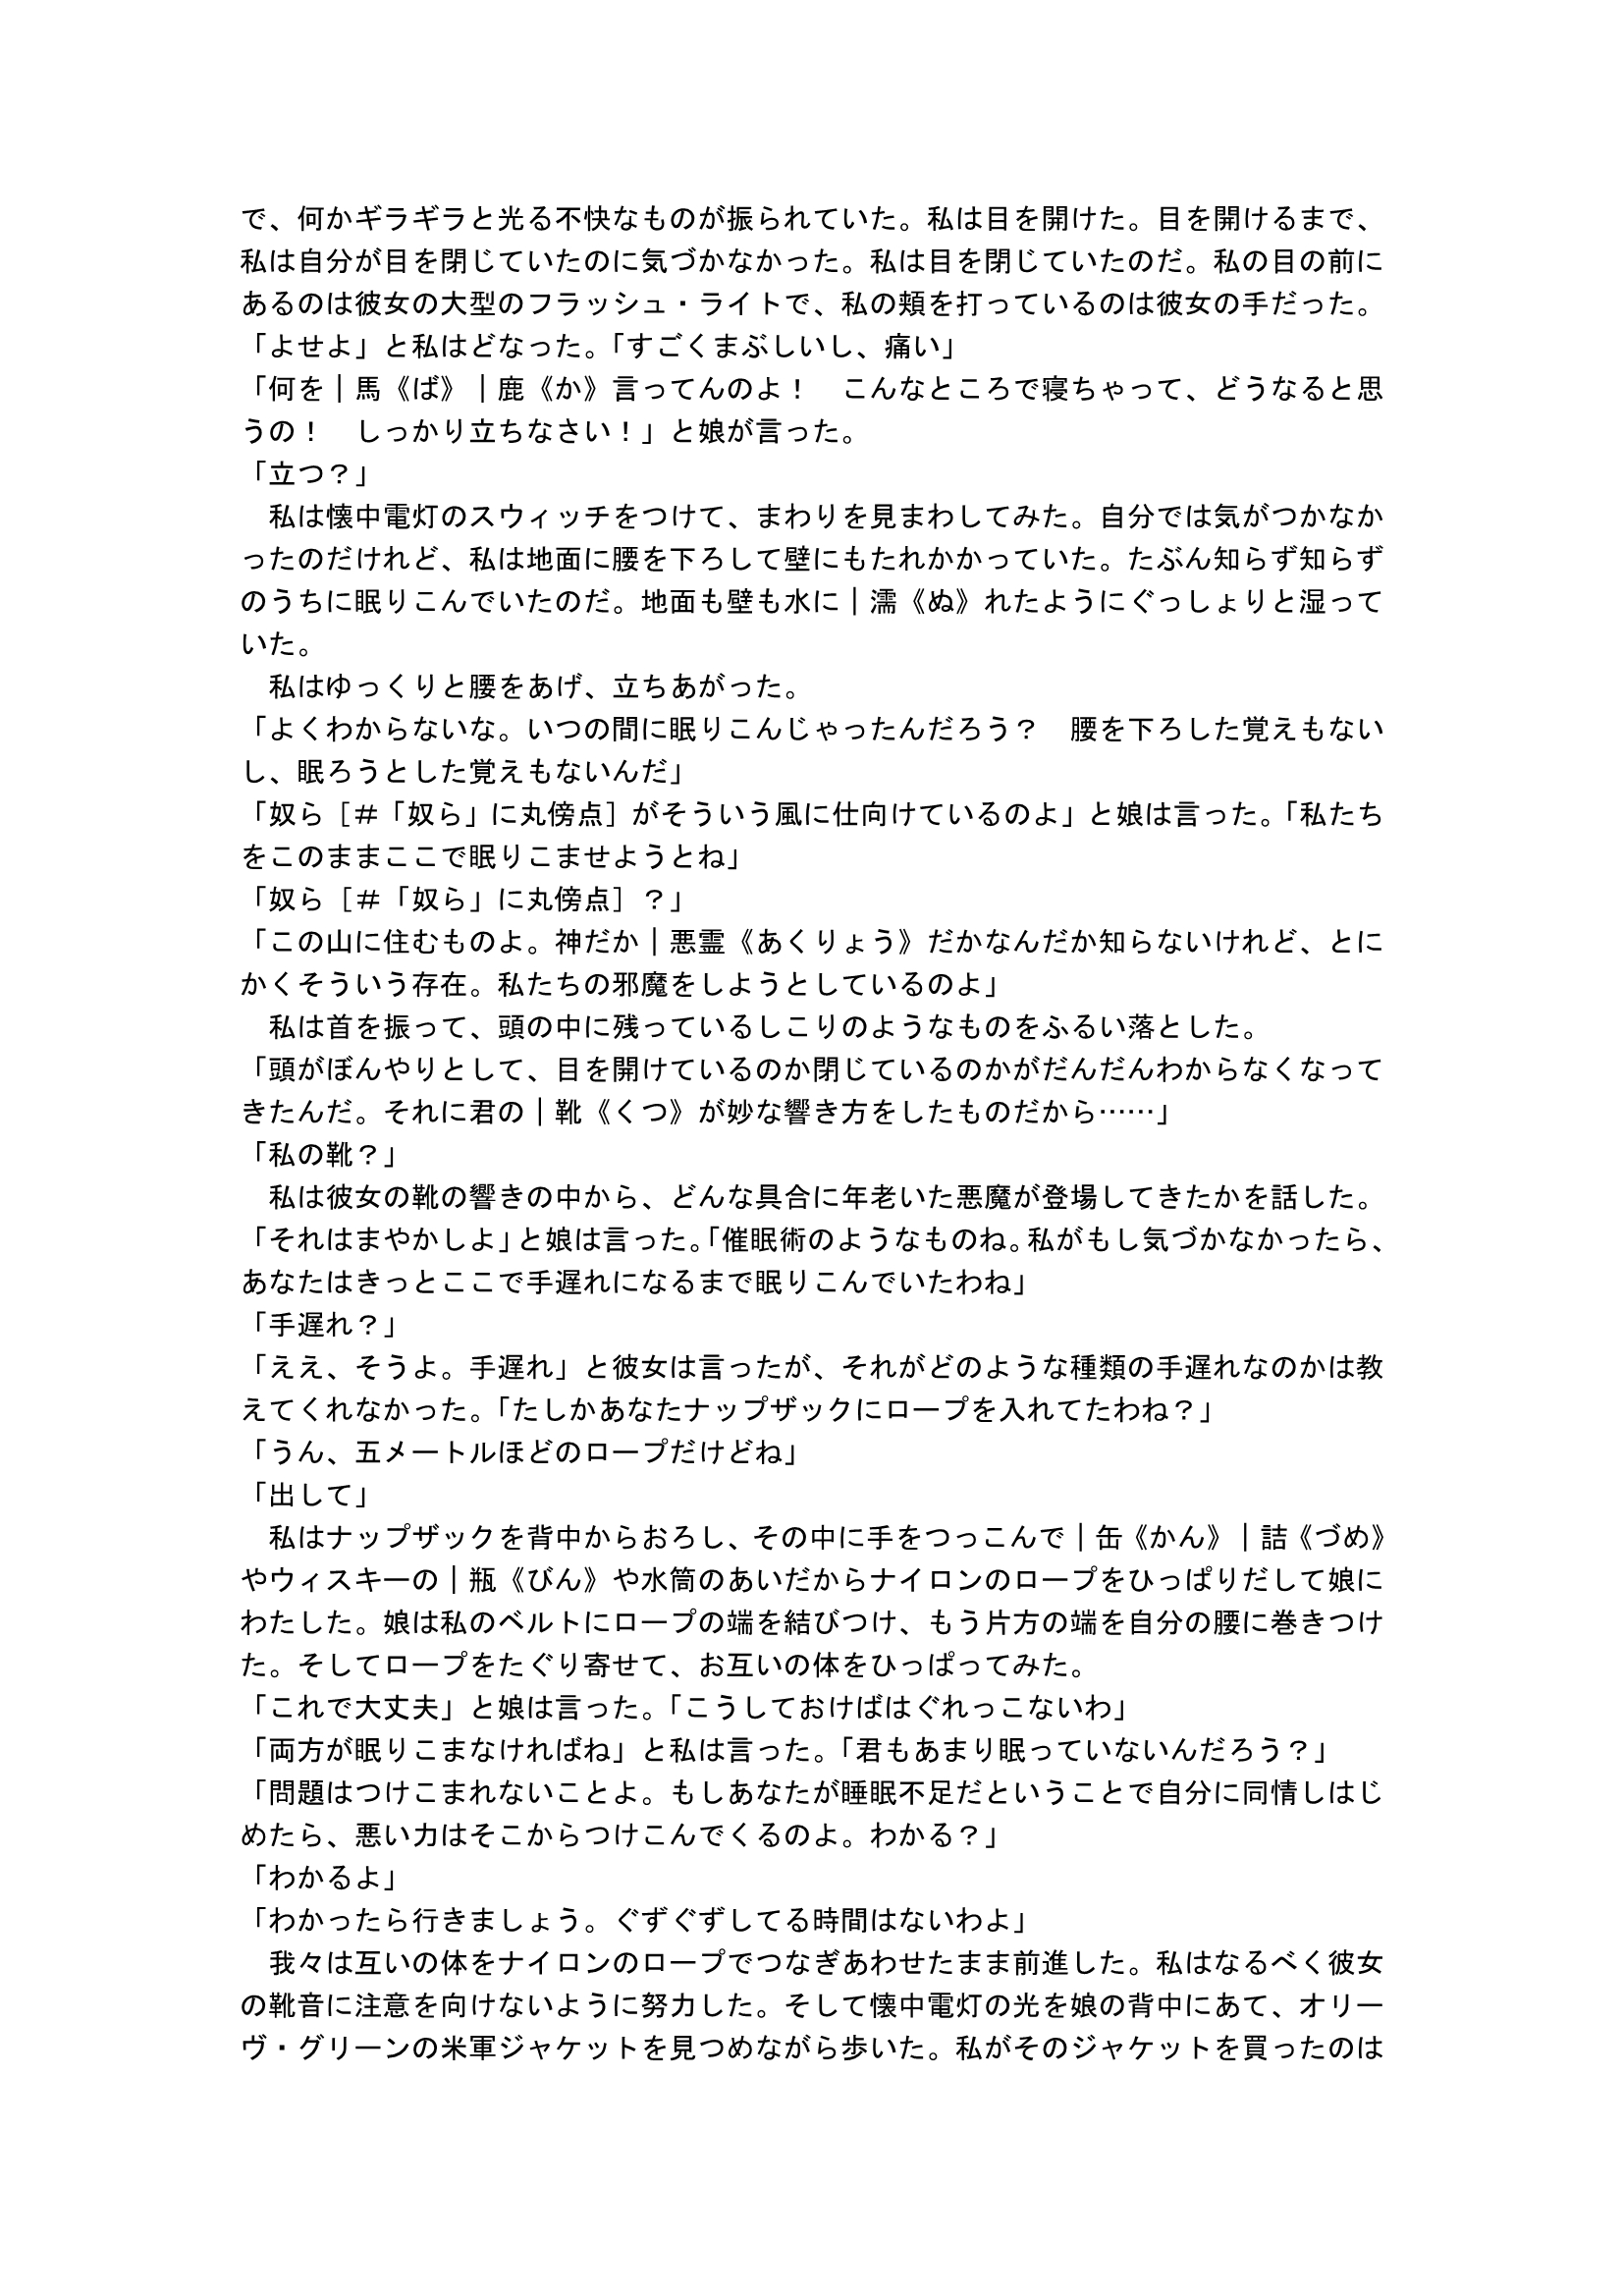 で、何かギラギラと光る不快なものが振られていた。私は目を開けた。目を開けるまで、
私は自分が目を閉じていたのに気づかなかった。私は目を閉じていたのだ。私の目の前に
あるのは彼女の大型のフラッシュ・ライトで、私の頬を打っているのは彼女の手だった。
「よせよ」と私はどなった。「すごくまぶしいし、痛い」
「何を｜馬《ば》｜鹿《か》言ってんのよ！　こんなところで寝ちゃって、どうなると思
うの！　しっかり立ちなさい！」と娘が言った。
「立つ？」
　私は懐中電灯のスウィッチをつけて、まわりを見まわしてみた。自分では気がつかなか
ったのだけれど、私は地面に腰を下ろして壁にもたれかかっていた。たぶん知らず知らず
のうちに眠りこんでいたのだ。地面も壁も水に｜濡《ぬ》れたようにぐっしょりと湿って
いた。
　私はゆっくりと腰をあげ、立ちあがった。
「よくわからないな。いつの間に眠りこんじゃったんだろう？　腰を下ろした覚えもない
し、眠ろうとした覚えもないんだ」
「奴ら［＃「奴ら」に丸傍点］がそういう風に仕向けているのよ」と娘は言った。「私たち
をこのままここで眠りこませようとね」
「奴ら［＃「奴ら」に丸傍点］？」
「この山に住むものよ。神だか｜悪霊《あくりょう》だかなんだか知らないけれど、とに
かくそういう存在。私たちの邪魔をしようとしているのよ」
　私は首を振って、頭の中に残っているしこりのようなものをふるい落とした。
「頭がぼんやりとして、目を開けているのか閉じているのかがだんだんわからなくなって
きたんだ。それに君の｜靴《くつ》が妙な響き方をしたものだから……」
「私の靴？」
　私は彼女の靴の響きの中から、どんな具合に年老いた悪魔が登場してきたかを話した。
「それはまやかしよ」と娘は言った。「催眠術のようなものね。私がもし気づかなかったら、
あなたはきっとここで手遅れになるまで眠りこんでいたわね」
「手遅れ？」
「ええ、そうよ。手遅れ」と彼女は言ったが、それがどのような種類の手遅れなのかは教
えてくれなかった。「たしかあなたナップザックにロープを入れてたわね？」
「うん、五メートルほどのロープだけどね」
「出して」
　私はナップザックを背中からおろし、その中に手をつっこんで｜缶《かん》｜詰《づめ》
やウィスキーの｜瓶《びん》や水筒のあいだからナイロンのロープをひっぱりだして娘に
わたした。娘は私のベルトにロープの端を結びつけ、もう片方の端を自分の腰に巻きつけ
た。そしてロープをたぐり寄せて、お互いの体をひっぱってみた。
「これで大丈夫」と娘は言った。「こうしておけばはぐれっこないわ」
「両方が眠りこまなければね」と私は言った。「君もあまり眠っていないんだろう？」
「問題はつけこまれないことよ。もしあなたが睡眠不足だということで自分に同情しはじ
めたら、悪い力はそこからつけこんでくるのよ。わかる？」
「わかるよ」
「わかったら行きましょう。ぐずぐずしてる時間はないわよ」
　我々は互いの体をナイロンのロープでつなぎあわせたまま前進した。私はなるべく彼女
の靴音に注意を向けないように努力した。そして懐中電灯の光を娘の背中にあて、オリー
ヴ・グリーンの米軍ジャケットを見つめながら歩いた。私がそのジャケットを買ったのは